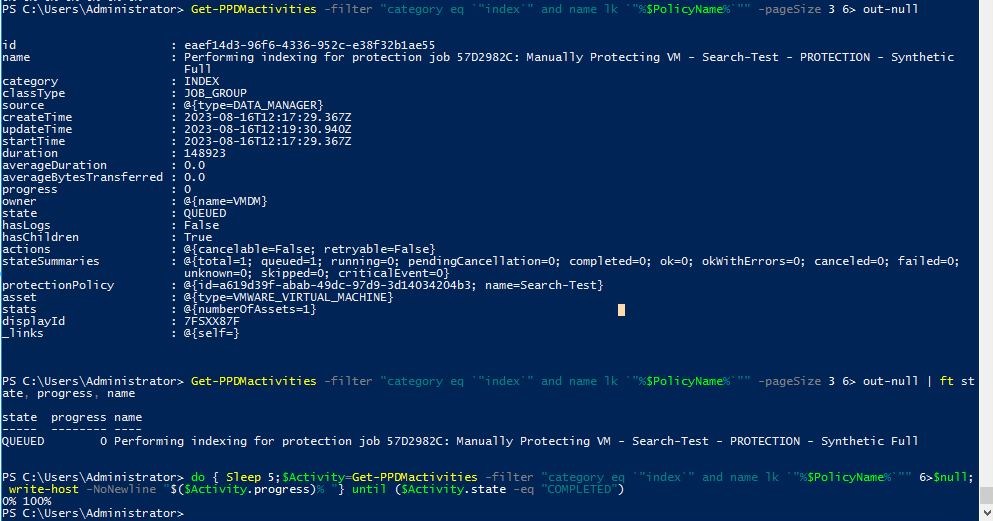 PS C:\Users\Administrator> Get-PPDMactivities -filter "category eq `"index`" and name lk `"%$PolicyName%`"" -pageSize 3 6> out-null
id : eaef14d3-96f6-4336-952c-e38f32b1ae55
name : Performing indexing for protection job 57D2982C: Manually Protecting VM - Search-Test - PROTECTION - Synthetic
Full
category : INDEX
classType : JOB_GROUP
source : @{type=DATA_MANAGER}
createTime : 2023-08-16T12:17:29.367Z
updateTime : 2023-08-16T12:19:30.940Z
startTime : 2023-08-16T12:17:29.367Z
duration : 148923
averageDuration : 0.0
averageBytesTransferred : 0.0
progress : 0
owner : @{name=VMDM}
state : QUEUED
hasLogs : False
hasChildren : True
actions : @{cancelable=False; retryable=False}
stateSummaries : @{total=1; queued=1; running=0; pendingCancellation=0; completed=0; ok=0; okWithErrors=0; canceled=0; failed=0;
unknown=0; skipped=0; criticalEvent=0}
protectionPolicy : @{id=a619d39f-abab-49dc-97d9-3d14034204b3; name=Search-Test}
asset : @{type=VMWARE_VIRTUAL_MACHINE}
stats : @{numberOfAssets=1}
displayId : 7FSXX87F
_links : @{self=}
PS C:\Users\Administrator> Get-PPDMactivities -filter "category eq `"index`" and name lk `"%$PolicyName%`"" -pageSize 3 6> out-null | ft st
ate, progress, name
state progress name
----- -------- ----
QUEUED 0 Performing indexing for protection job 57D2982C: Manually Protecting VM - Search-Test - PROTECTION - Synthetic Full
PS C:\Users\Administrator> do { Sleep 5;$Activity=Get-PPDMactivities -filter "category eq `"index`" and name lk `"%$PolicyName%`"" 6>$null;
write-host -NoNewline "$($Activity.progress)% "} until ($Activity.state -eq "COMPLETED")
0% 100%
PS C:\Users\Administrator>